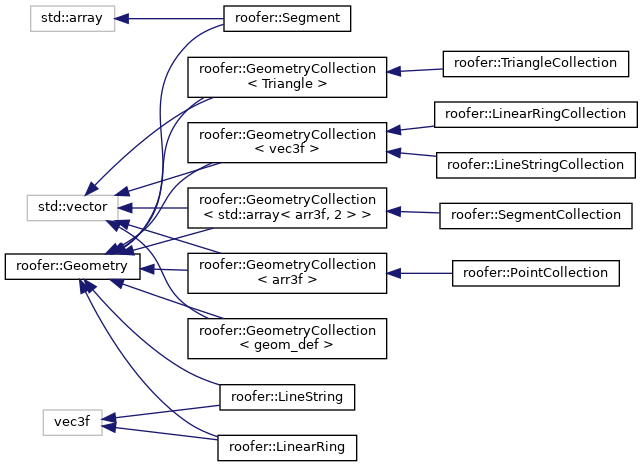 std::array
roofer::Segment
roofer::GeometryCollection
< Triangle >
roofer::TriangleCollection
roofer::GeometryCollection
< vec3f >
roofer::LinearRingCollection
roofer::LineStringCollection
std::vector
roofer::GeometryCollection
< std::array< arr3f, 2 > >
roofer::SegmentCollection
roofer::Geometry
roofer::GeometryCollection
< arr3f >
roofer::PointCollection
roofer::GeometryCollection
< geom_def >
roofer::LineString
vec3f
roofer::LinearRing